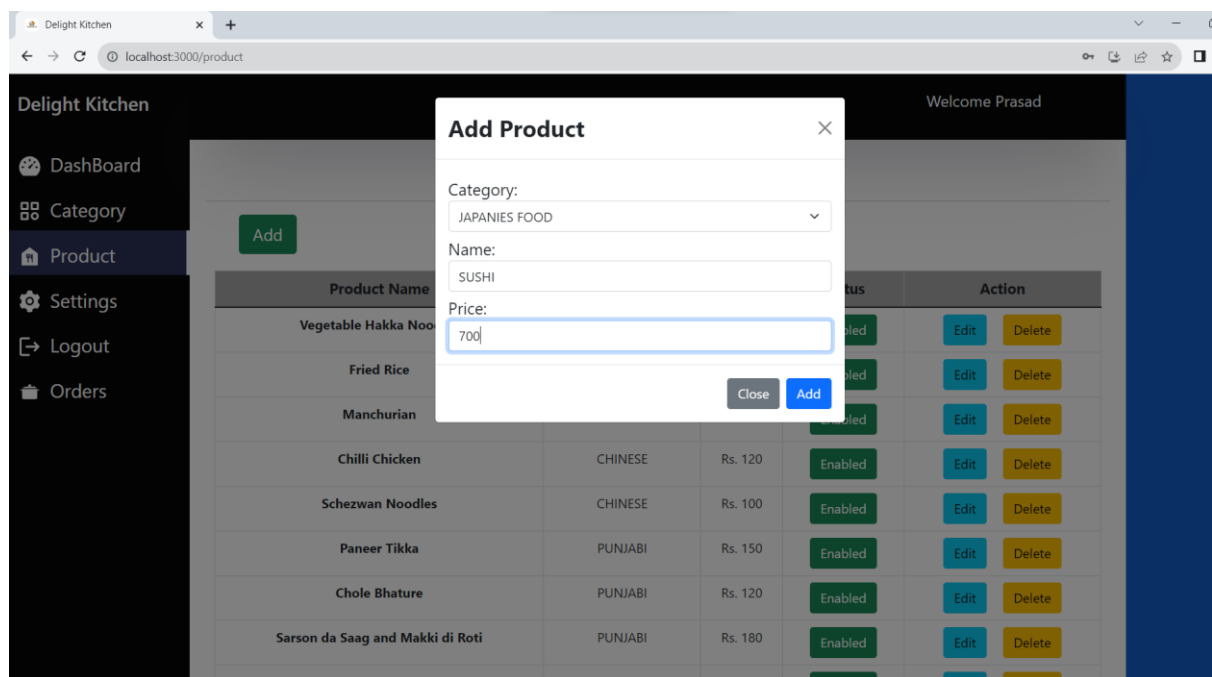 Delight Kitchen
localhost:3000/product
Delight Kitchen
Welcome Prasad
DashBoard
Category
Product
Settings
Logout
Orders
Add
Add Product
Category:
JAPANIES FOOD
Name:
SUSHI
Price:
700
Close Add
Product Name Action
Vegetable Hakka Edit Delete
Fried Rice Edit Delete
Manchurian Edit Delete
Chilli Chicken CHINESE Rs. 120 Enabled Edit Delete
Schezwan Noodles CHINESE Rs. 100 Enabled Edit Delete
Paneer Tikka PUNJABI Rs. 150 Enabled Edit Delete
Chole Bhature PUNJABI Rs. 120 Enabled Edit Delete
Sarson da Saag and Makki di Roti PUNJABI Rs. 180 Enabled Edit Delete